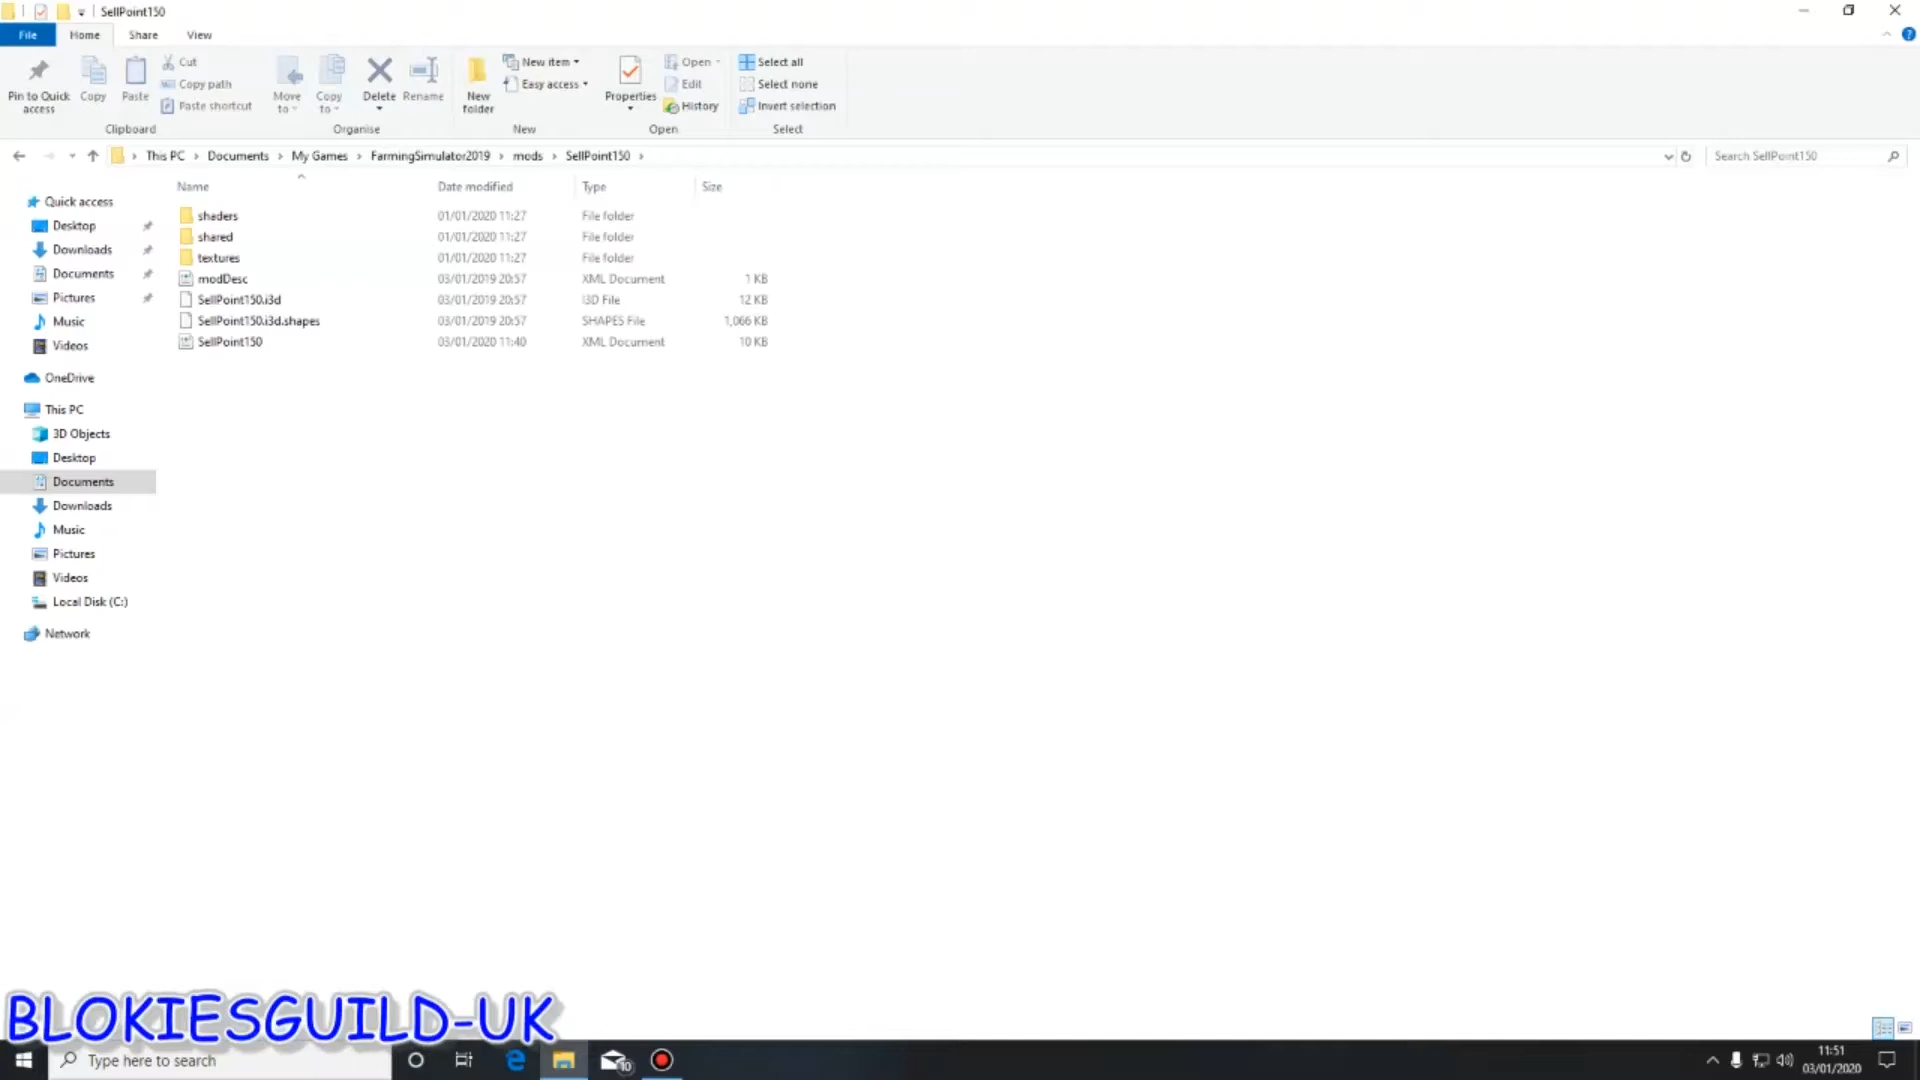 SellPoint150
File Home Share View
Pin to Quick access
Copy
Paste
Cut
Copy path
Paste shortcut
Clipboard
Move to
Copy to
Delete
Rename
Organise
New folder
New item
Easy access
New
Properties
Open
Edit
History
Open
Select all
Select none
Invert selection
Select
This PC Documents My Games FarmingSimulator2019 mods SellPoint150
Search SellPoint150
Name Date modified Type Size
shaders 01/01/2020 11:27 File folder
shared 01/01/2020 11:27 File folder
textures 01/01/2020 11:27 File folder
modDesc 03/01/2019 20:57 XML Document 1 KB
SellPoint150.i3d 03/01/2019 20:57 I3D File 12 KB
SellPoint150.i3d.shapes 03/01/2019 20:57 SHAPES File 1,066 KB
SellPoint150 03/01/2020 11:40 XML Document 10 KB
Quick access
Desktop
Downloads
Documents
Pictures
Music
Videos
OneDrive
This PC
3D Objects
Desktop
Documents
Downloads
Music
Pictures
Videos
Local Disk (C:)
Network
BLOKIESGUILD-UK
Type here to search
10
11:51
03/01/2020